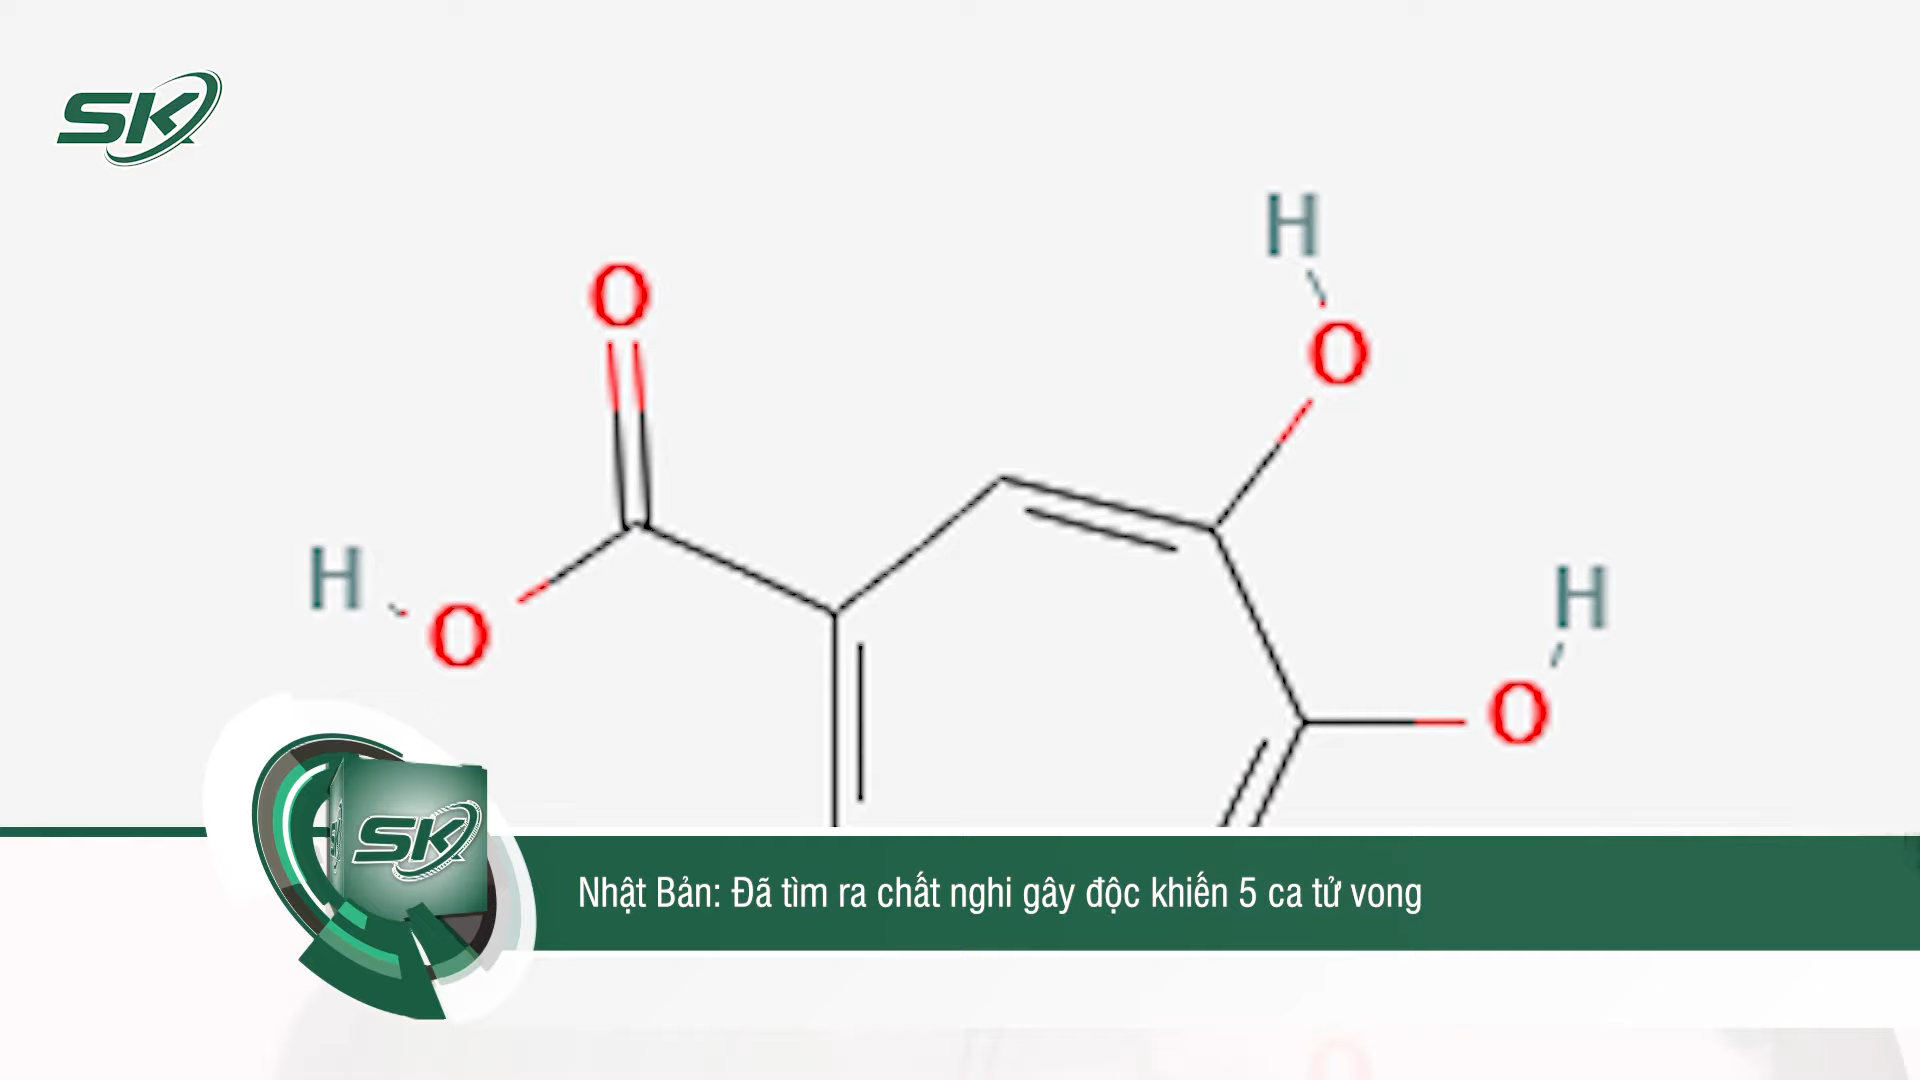 SK
H
O
O
H
H
O
O
SK
Nhật Bản: Đã tìm ra chất nghi gây độc khiến 5 ca tử vong
O